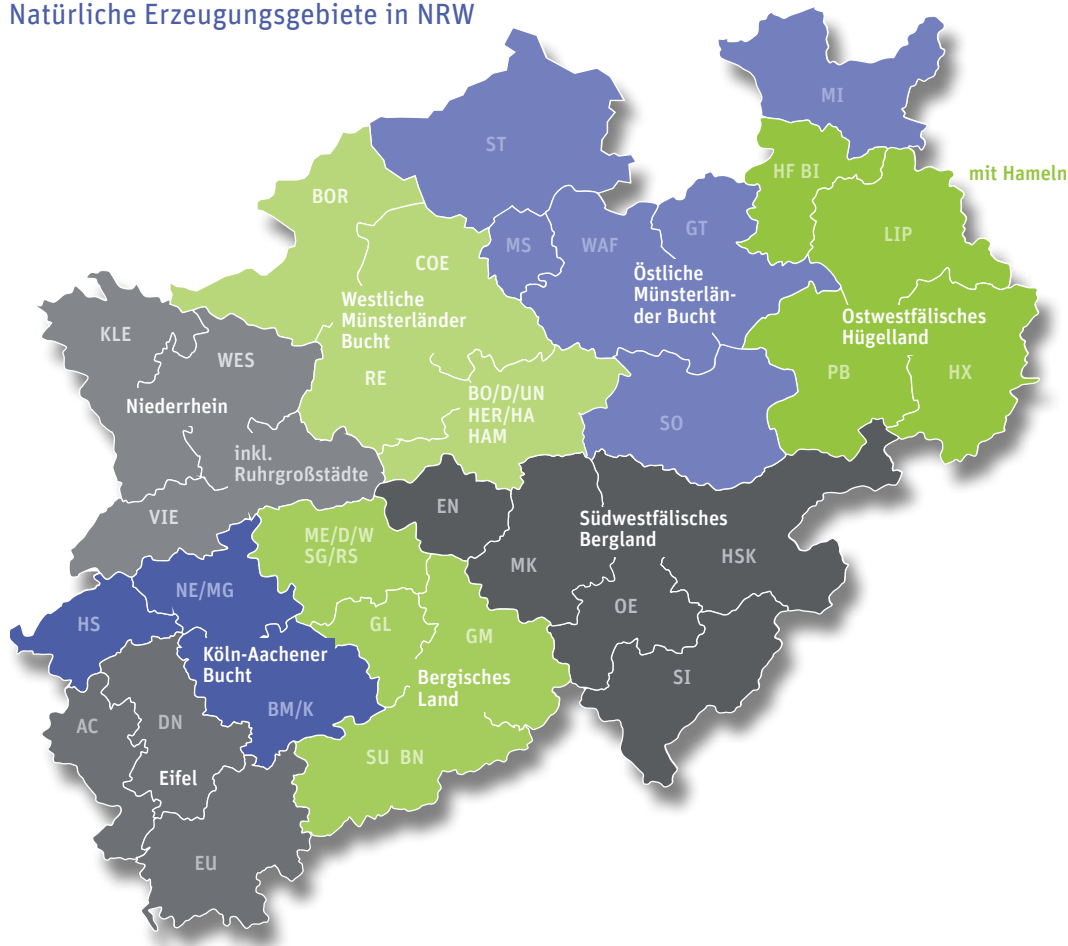 Natürliche Erzeugungsgebiete in NRW
MI
ST
HF BI
mit Hameln
BOR
LIP
MS
WAF
GT
COE
Östliche
Münsterlän-
der Bucht
Westliche
Münsterländer
Bucht
Ostwestfälisches
Hügelland
KLE
WES
RE
PB
HX
BO/D/UN
HER/HA
HAM
Niederrhein
SO
inkl.
Ruhrgroßstädte
EN
VIE
Südwestfälisches
Bergland
ME/D/W
SG/RS
HSK
MK
NE/MG
OE
HS
GL
GM
Köln-Aachener
Bucht
Bergisches
Land
SI
BM/K
AC
DN
SU BN
Eifel
EU